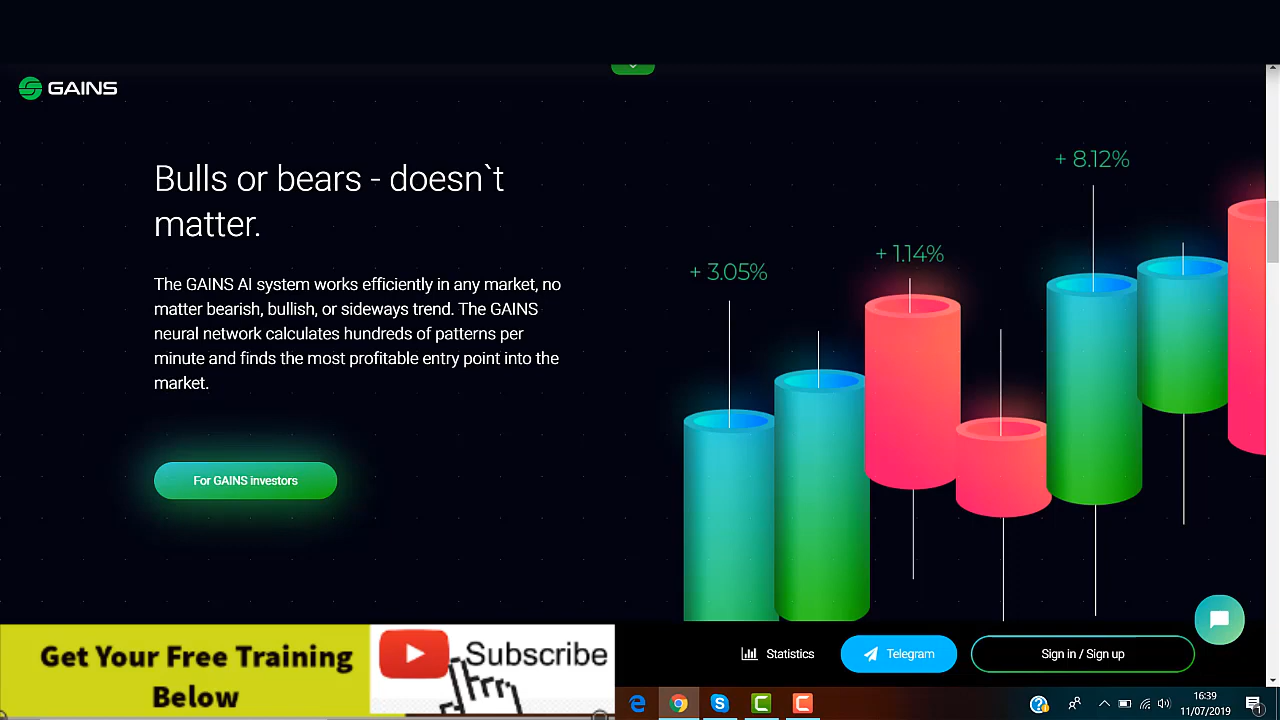 GAINS
Bulls or bears - doesn`t
matter.
The GAINS AI system works efficiently in any market, no
matter bearish, bullish, or sideways trend. The GAINS
neural network calculates hundreds of patterns per
minute and finds the most profitable entry point into the
market.
For GAINS investors
+ 3.05%
+ 1.14%
+ 8.12%
Get Your Free Training
Below
Subscribe
Statistics
Telegram
Sign in / Sign up
16:39
11/07/2019